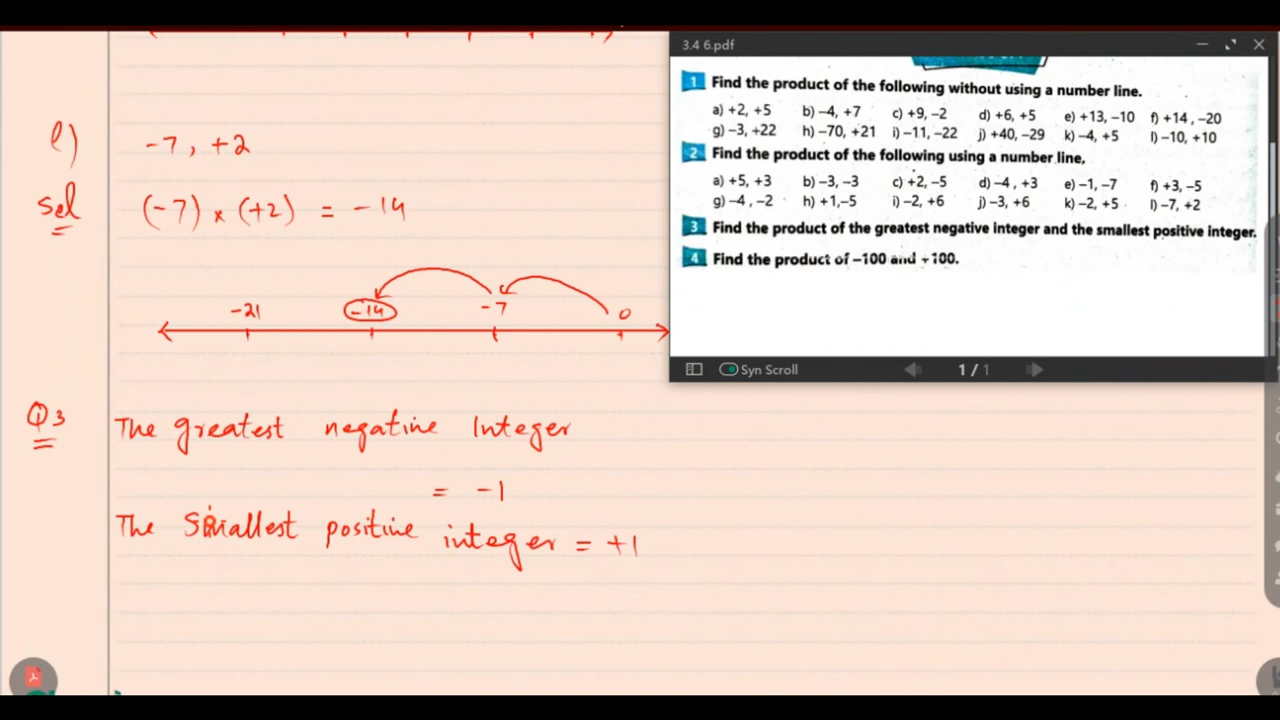 3.4 6.pdf
1 Find the product of the following without using a number line.
a) +2, +5 b) –4, +7 c) +9, –2 d) +6, +5 e) +13, –10 f) +14 , –20
g) –3, +22 h) –70, +21 i) –11, –22 j) +40, –29 k) –4, +5 l) –10, +10
2 Find the product of the following using a number line,
a) +5, +3 b) –3, –3 c) +2, –5 d) –4 , +3 e) –1, –7 f) +3, –5
g) –4 , –2 h) +1,–5 i) –2, +6 j) –3, +6 k) –2, +5 l) –7, +2
3 Find the product of the greatest negative integer and the smallest positive integer.
4 Find the product of –100 and +100.
Syn Scroll 1 / 1
l) -7, +2
Sol (-7) × (+2) = -14
-21 -14 -7 0
Q3 The greatest negative Integer
= -1
The Smallest positive integer = +1